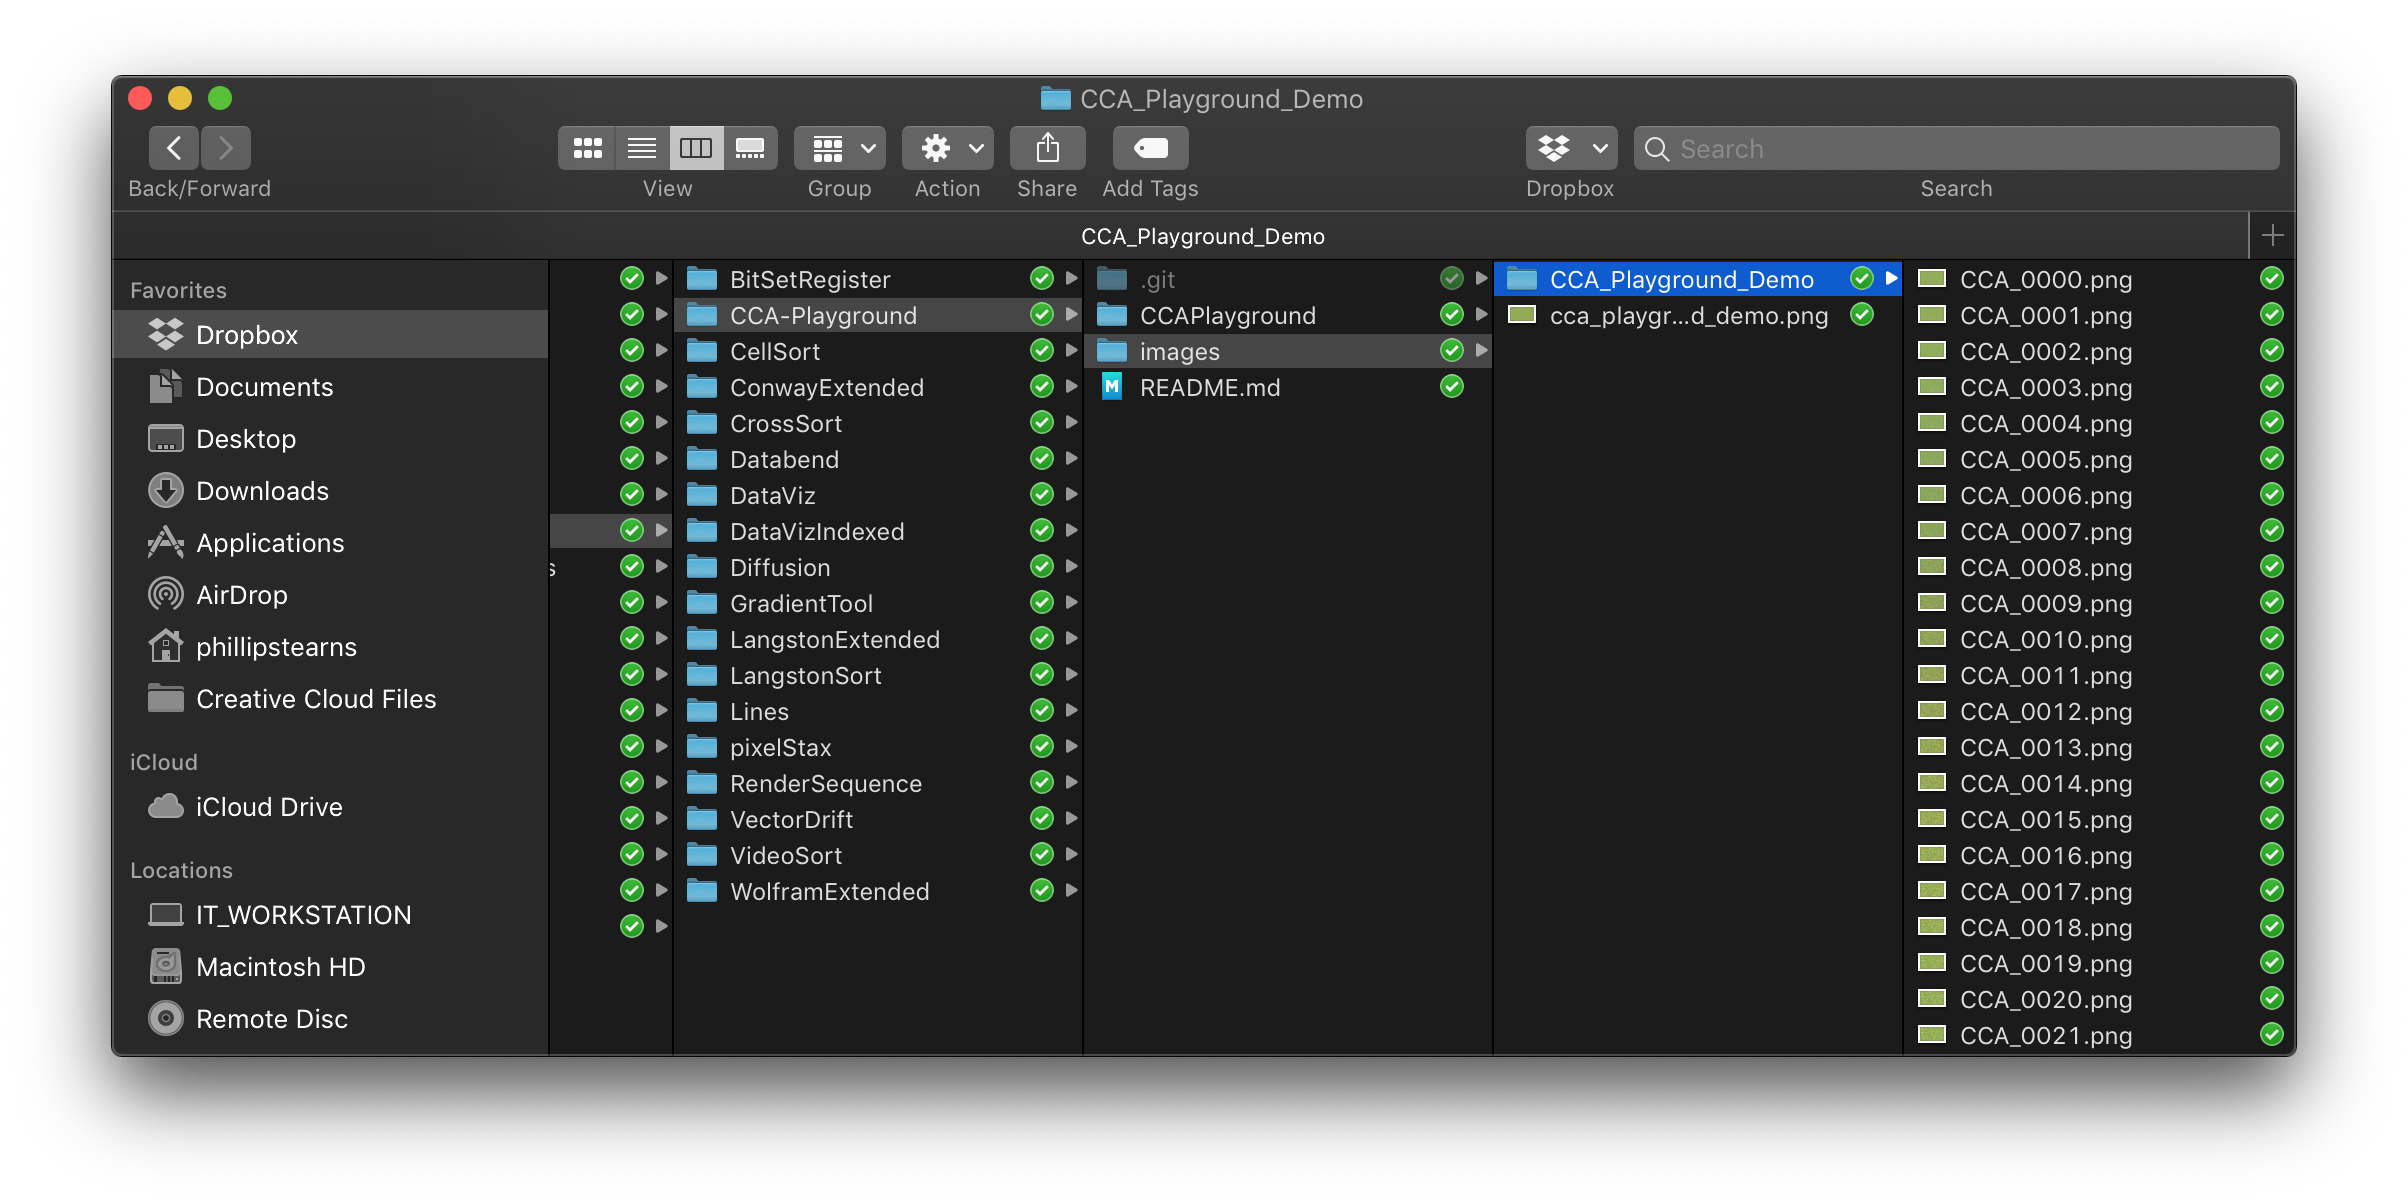 CCA_Playground_Demo
Search
Back/Forward
View
Group
Action
Share
Add Tags
Dropbox
Search
CCA_Playground_Demo
Favorites
Dropbox
Documents
Desktop
Downloads
Applications
AirDrop
phillipstearns
Creative Cloud Files
iCloud
iCloud Drive
Locations
IT_WORKSTATION
Macintosh HD
Remote Disc
s
BitSetRegister
CCA-Playground
CellSort
ConwayExtended
CrossSort
Databend
DataViz
DataVizIndexed
Diffusion
GradientTool
LangstonExtended
LangstonSort
Lines
pixelStax
RenderSequence
VectorDrift
VideoSort
WolframExtended
.git
CCAPlayground
images
M README.md
CCA_Playground_Demo
cca_playgr...d_demo.png
CCA_0000.png
CCA_0001.png
CCA_0002.png
CCA_0003.png
CCA_0004.png
CCA_0005.png
CCA_0006.png
CCA_0007.png
CCA_0008.png
CCA_0009.png
CCA_0010.png
CCA_0011.png
CCA_0012.png
CCA_0013.png
CCA_0014.png
CCA_0015.png
CCA_0016.png
CCA_0017.png
CCA_0018.png
CCA_0019.png
CCA_0020.png
CCA_0021.png